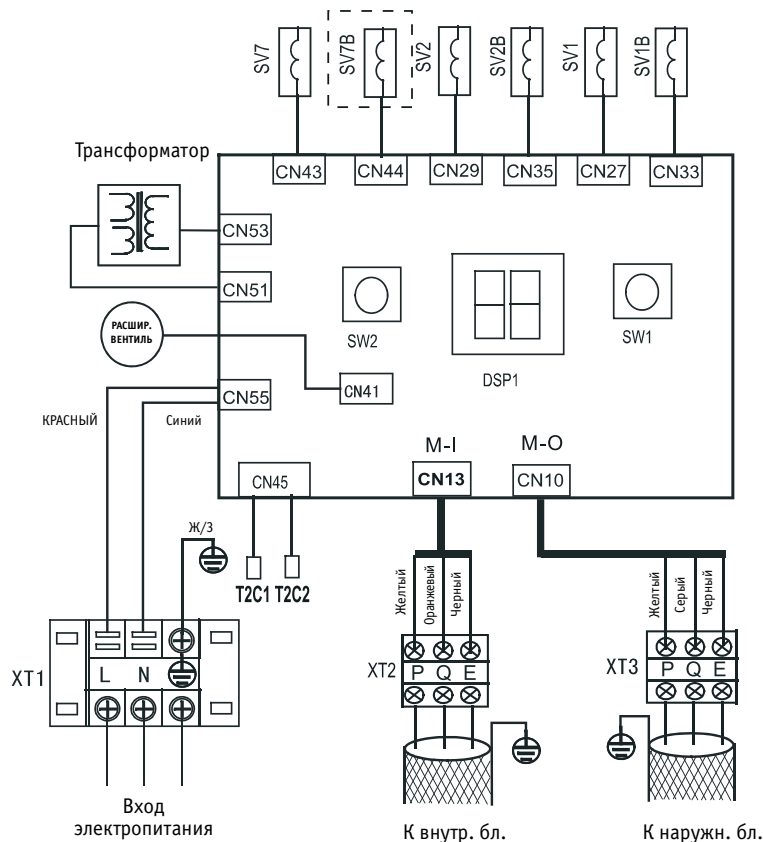 SV7 SV7B SV2 SV2B SV1 SV1B
Трансформатор
CN43 CN44 CN29 CN35 CN27 CN33
CN53
CN51
РАСШИР.
ВЕНТИЛЬ
SW2
SW1
DSP1
CN41
CN55
КРАСНЫЙ
Синий
M-I
M-O
CN45
CN13
CN10
Ж/З
T2C1 T2C2
Желтый
Оранжевый
Черный
Желтый
Серый
Черный
XT1
L N
XT2
P Q E
XT3
P Q E
Вход
электропитания
К внутр. бл.
К наружн. бл.